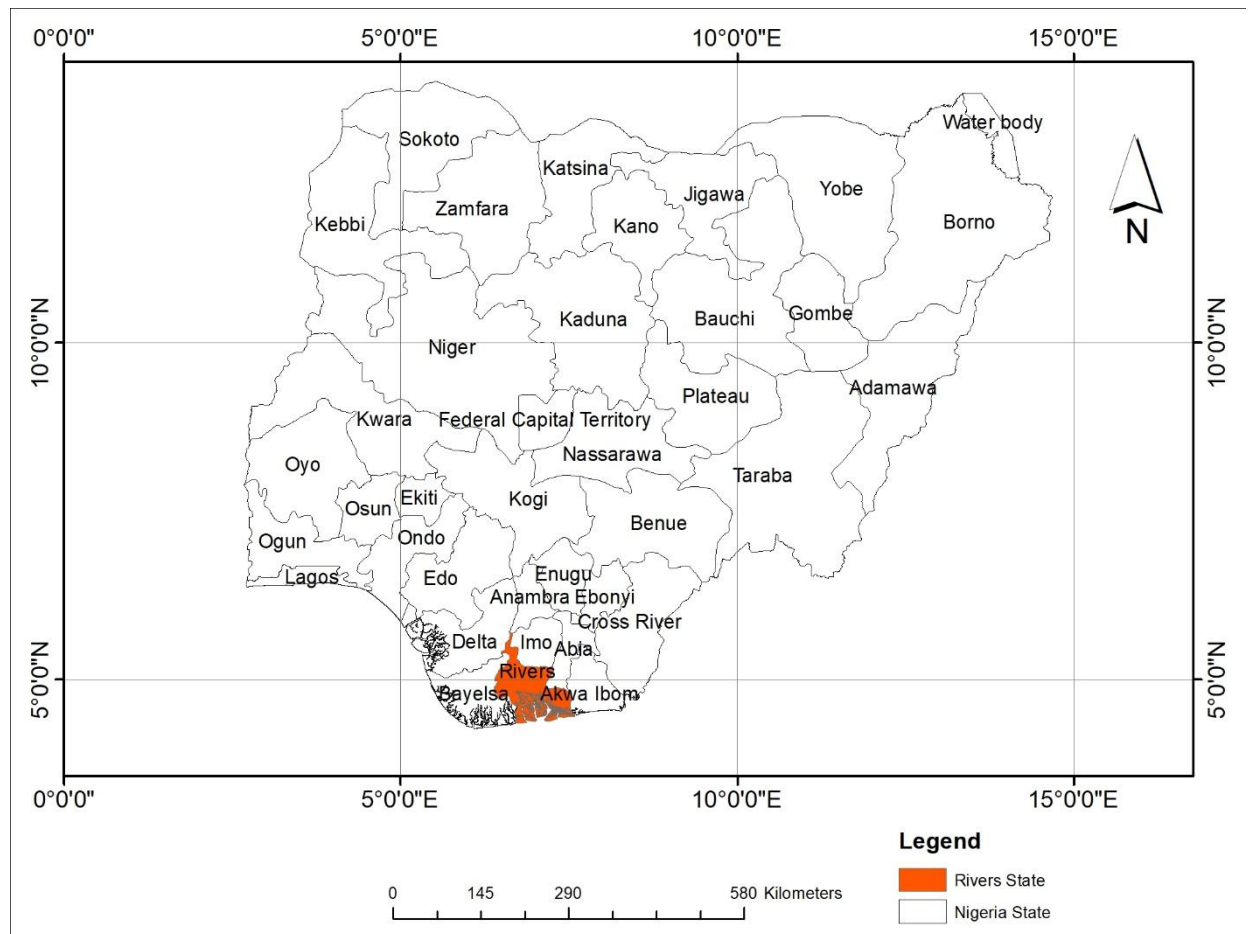 0°0'0" 5°0'0"E 10°0'0"E 15°0'0"E
Water body
Sokoto
Katsina
Yobe
Jigawa
Zamfara
Kano
Borno
Kebbi
10°0'0"N
10°0'0"N
Gombe
Kaduna
Bauchi
Niger
Adamawa
Plateau
Kwara
Federal Capital Territory
Nassarawa
Oyo
Taraba
Ekiti
Kogi
Osun
Benue
Ogun
Ondo
Lagos
Edo
Enugu
Anambra
Ebonyi
Cross River
Delta
Imo
Abia
Rivers
5°0'0"N
5°0'0"N
Bayelsa
Akwa Ibom
N
0°0'0" 5°0'0"E 10°0'0"E 15°0'0"E
Legend
Rivers State
Nigeria State
0 145 290 580 Kilometers